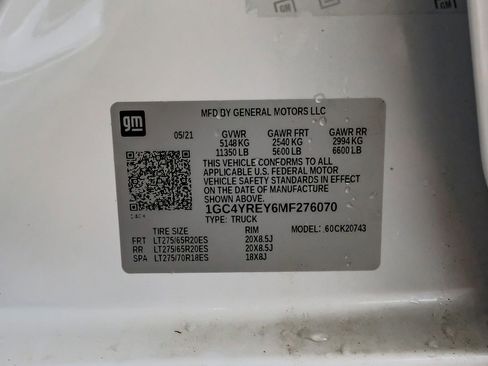 GM
gm
MFD BY GENERAL MOTORS LLC
05/21 GVWR GAWR FRT GAWR RR
5148 KG 2540 KG 2994 KG
11350 LB 5600 LB 6600 LB
THIS VEHICLE CONFORMS TO ALL
APPLICABLE U.S. FEDERAL MOTOR
VEHICLE SAFETY STANDARDS IN EFFECT
ON THE DATE OF MANUFACTURE
SHOWN ABOVE.
1GC4YREY6MF276070
TYPE: TRUCK
TIRE SIZE RIM MODEL: .60CK20743
FRT LT275/65R20ES 20X8.5J
RR LT275/65R20ES 20X8.5J
SPA LT275/70R18ES 18X8J